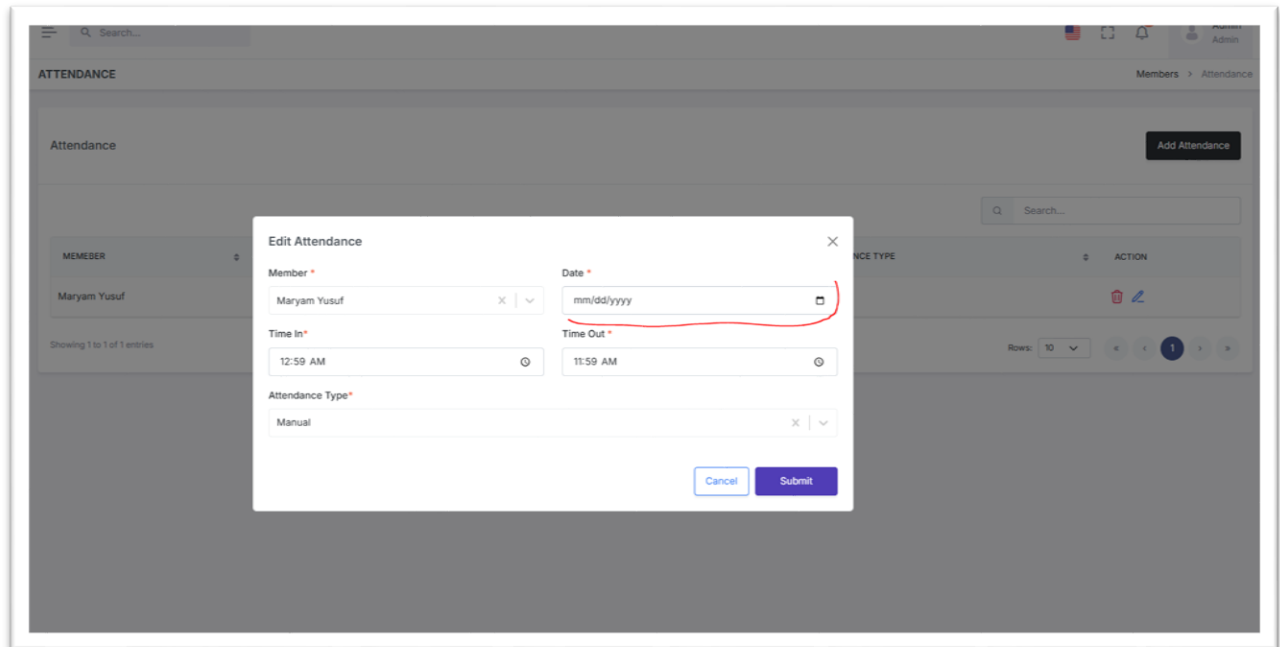 Search...
Admin
Admin
ATTENDANCE
Members > Attendance
Attendance
Add Attendance
Search...
MEMEBER
NCE TYPE
ACTION
Maryam Yusuf
Showing 1 to 1 of 1 entries
Rows: 10
« ‹ 1 › »
Edit Attendance
Member *
Date *
Maryam Yusuf
mm/dd/yyyy
Time In*
Time Out *
12:59 AM
11:59 AM
Attendance Type*
Manual
Cancel
Submit